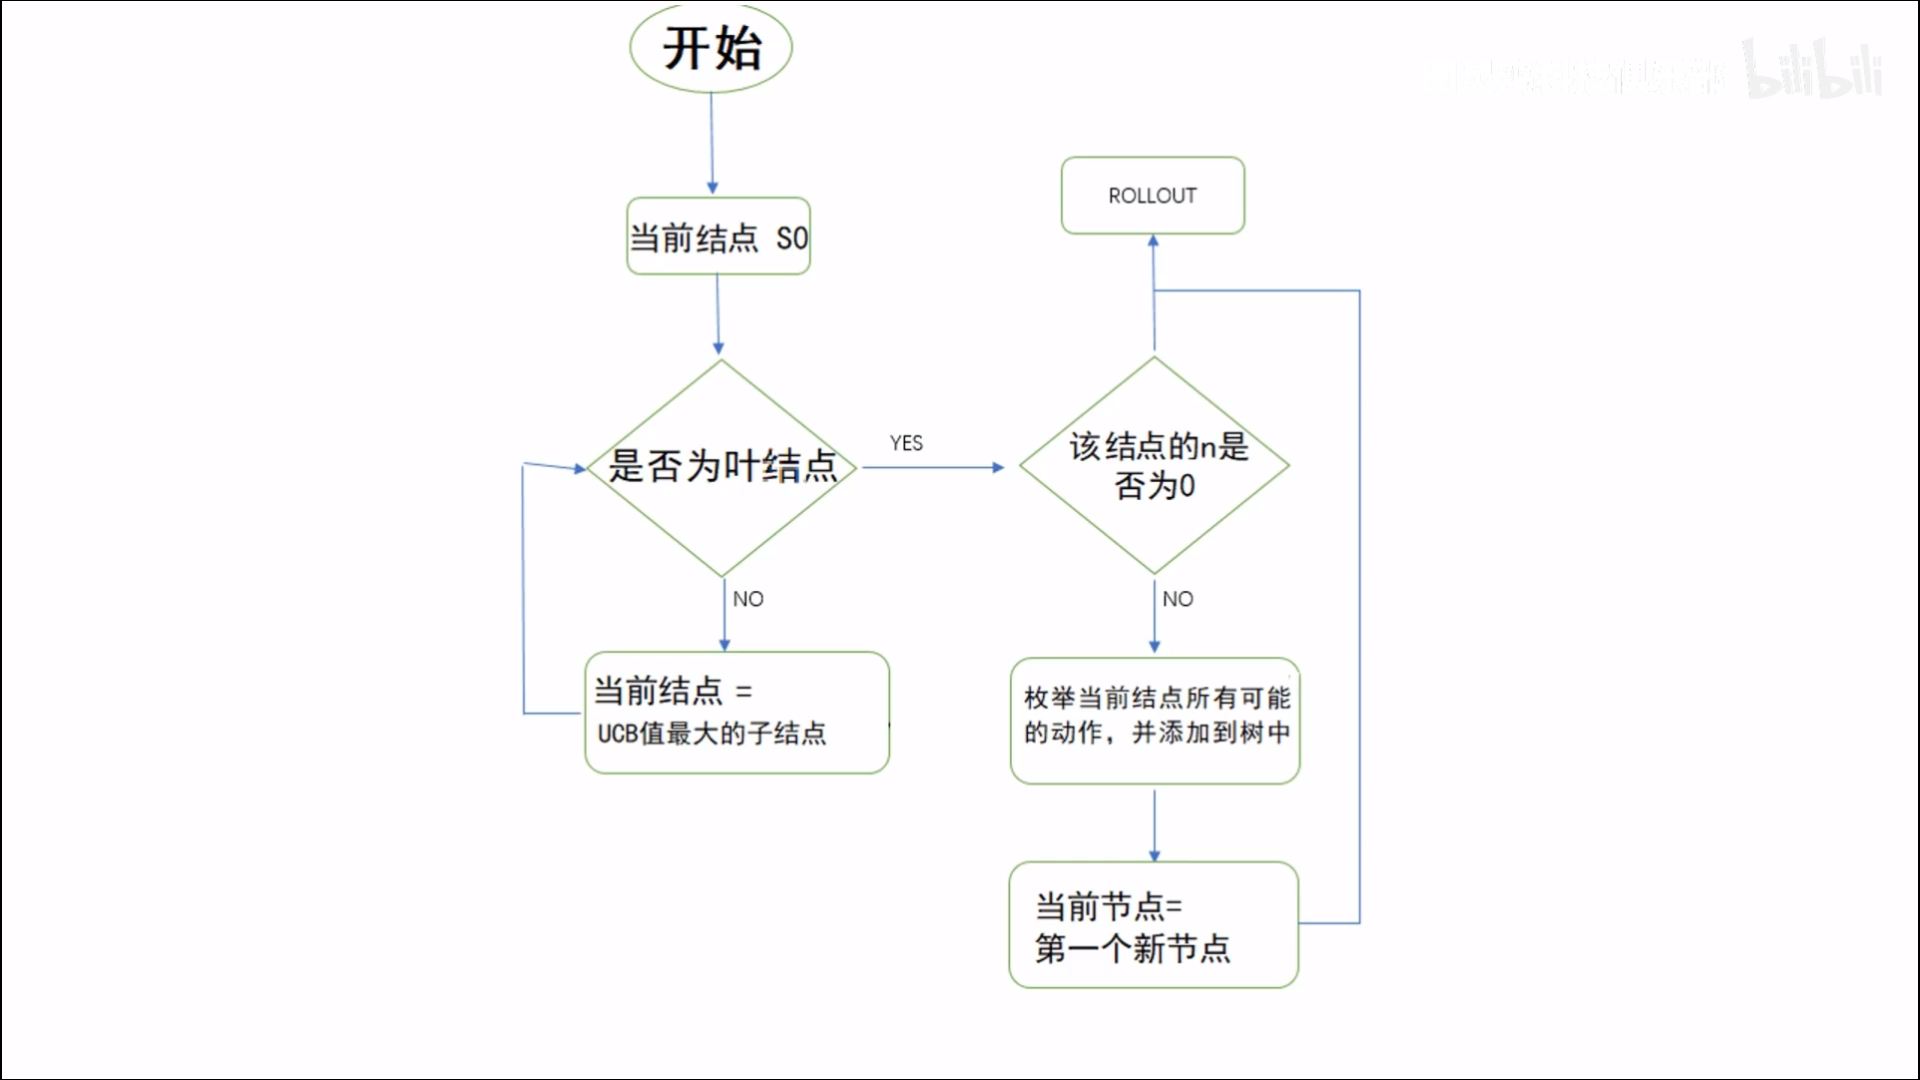 开始
bilibili
当前结点 S0
ROLLOUT
是否为叶结点
YES
该结点的n是
否为0
NO
NO
当前结点 =
UCB值最大的子结点
枚举当前结点所有可能
的动作，并添加到树中
当前节点=
第一个新节点